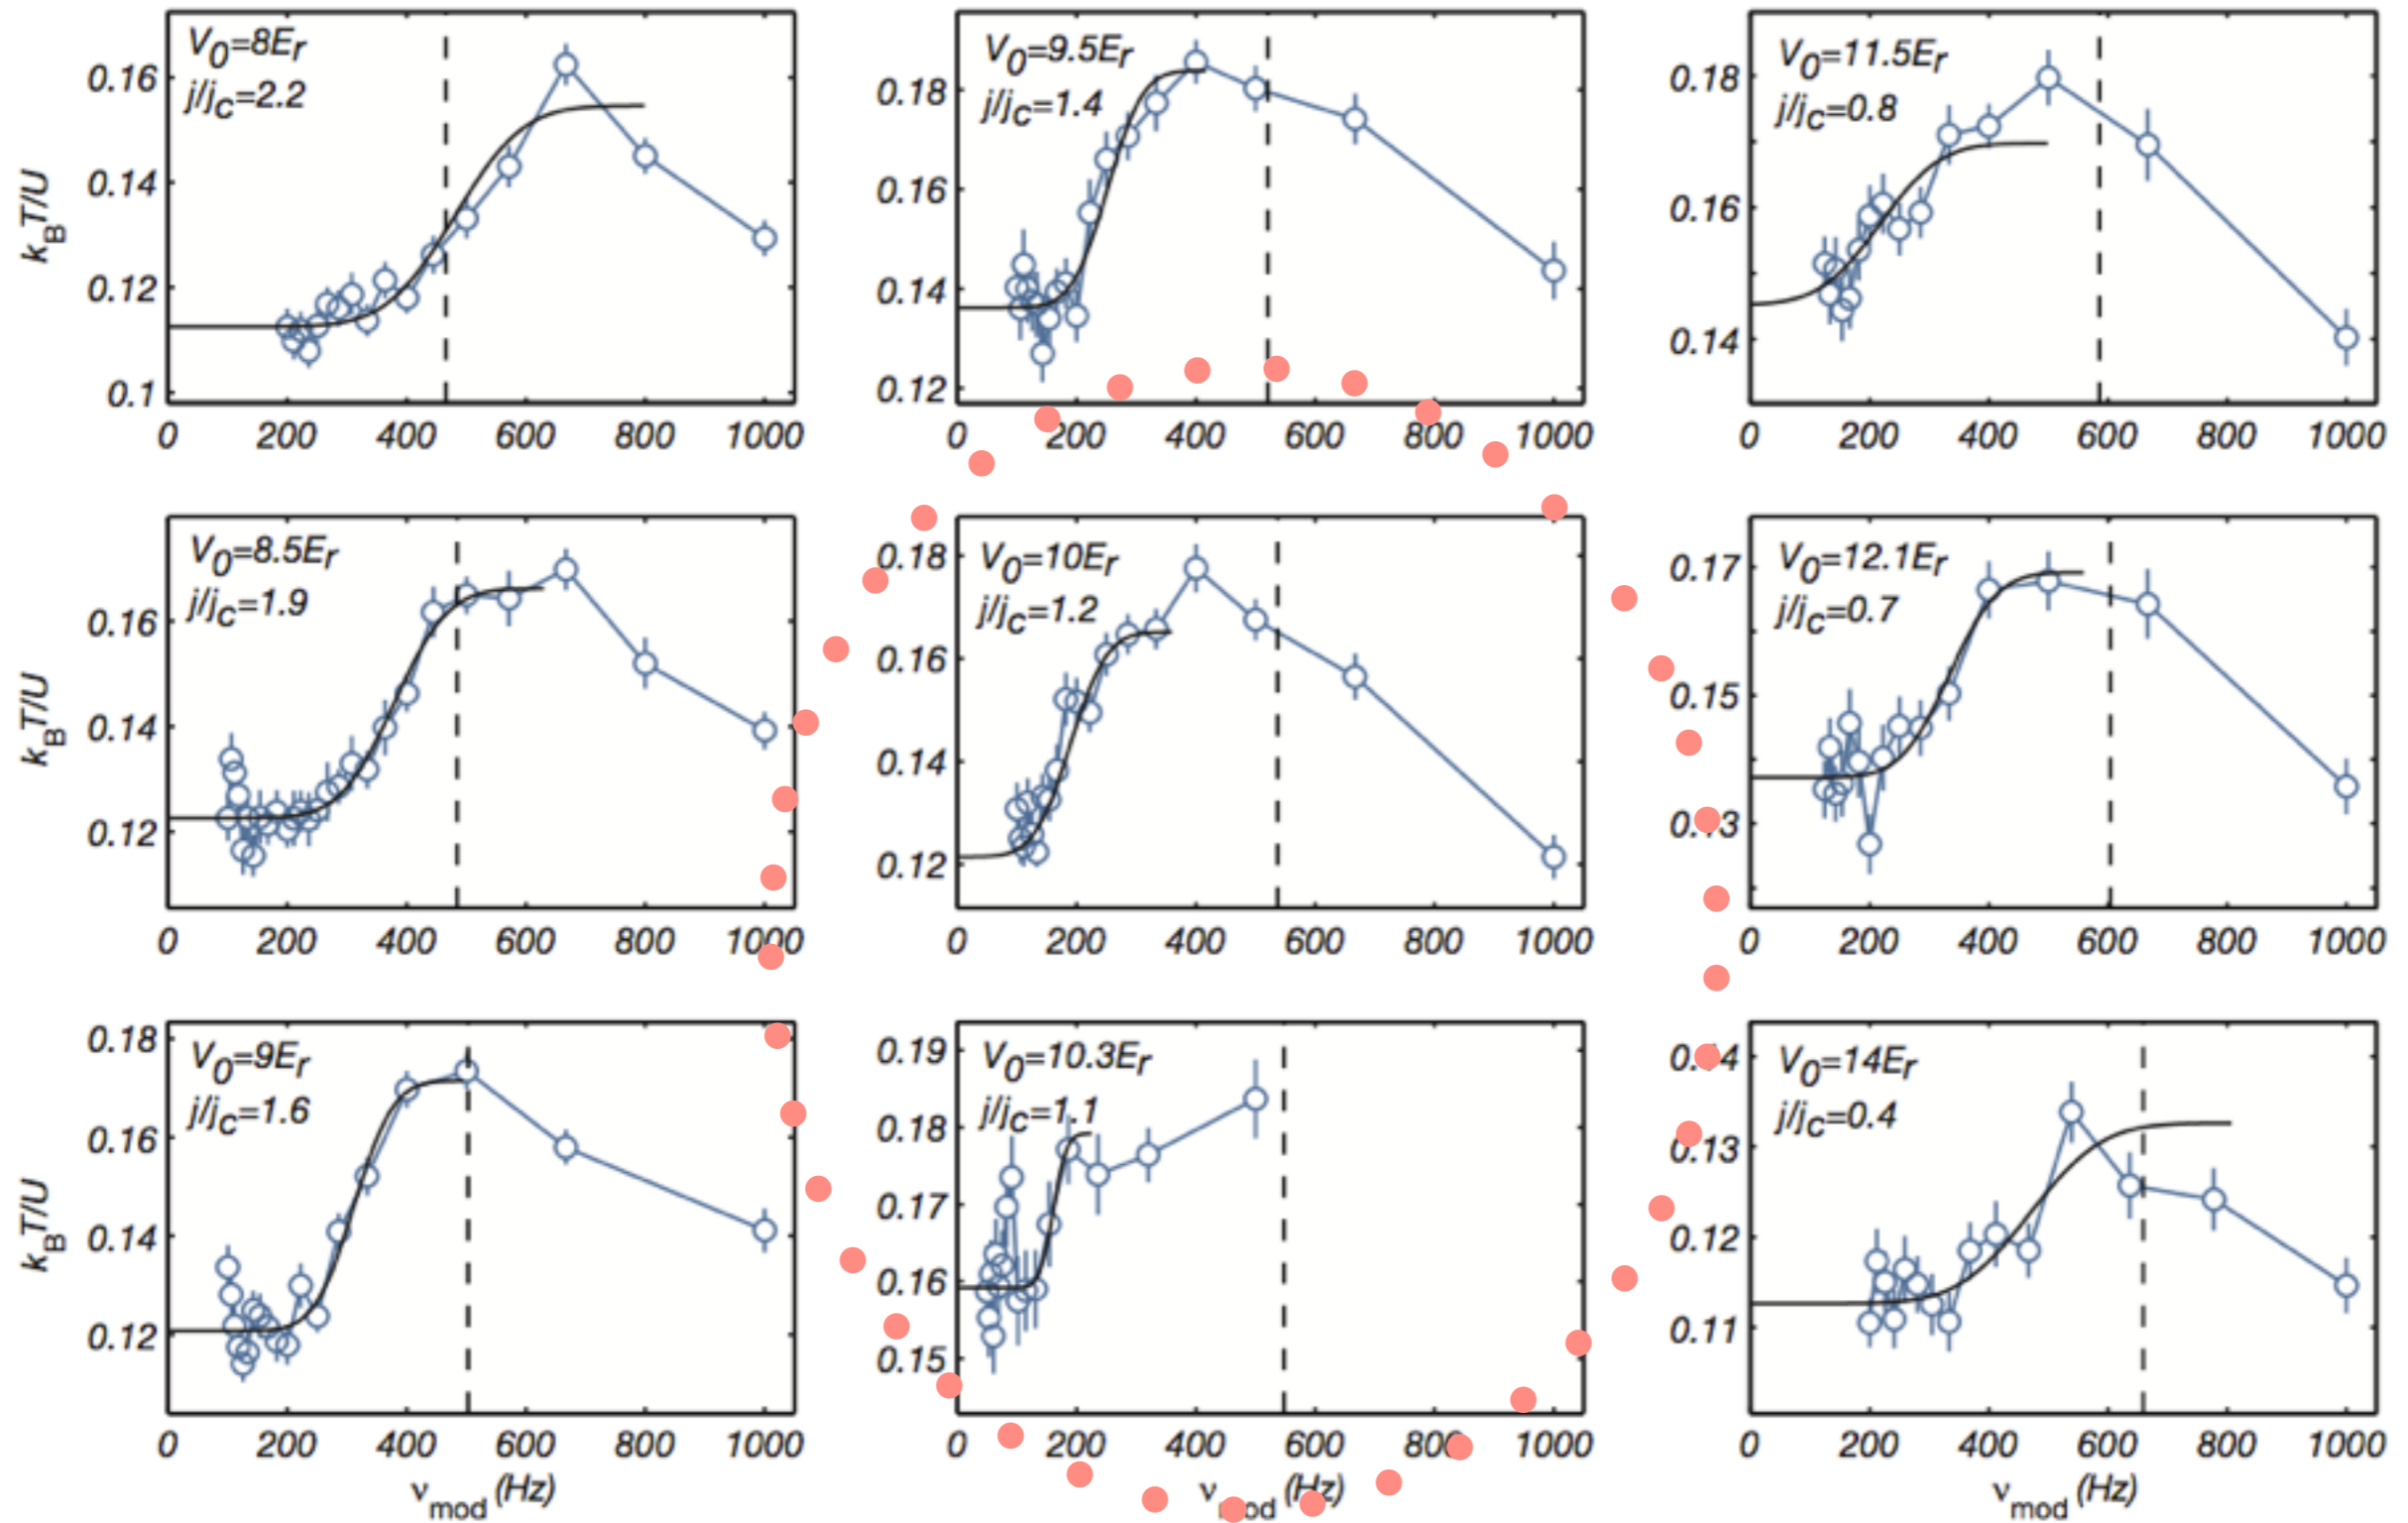 V0=8Er
j/jc=2.2
kBT/U
0.16
0.14
0.12
0.1
0 200 400 600 800 1000
V0=9.5Er
j/jc=1.4
0.18
0.16
0.14
0.12
0 200 400 600 800 1000
V0=11.5Er
j/jc=0.8
0.18
0.16
0.14
0 200 400 600 800 1000
V0=8.5Er
j/jc=1.9
kBT/U
0.16
0.14
0.12
0 200 400 600 800 1000
V0=10Er
j/jc=1.2
0.18
0.16
0.14
0.12
0 200 400 600 800 1000
V0=12.1Er
j/jc=0.7
0.17
0.15
0.13
0 200 400 600 800 1000
V0=9Er
j/jc=1.6
kBT/U
0.18
0.16
0.14
0.12
0 200 400 600 800 1000
νmod (Hz)
V0=10.3Er
j/jc=1.1
0.19
0.18
0.17
0.16
0.15
0 200 400 600 800 1000
νmod (Hz)
V0=14Er
j/jc=0.4
0.14
0.13
0.12
0.11
0 200 400 600 800 1000
νmod (Hz)